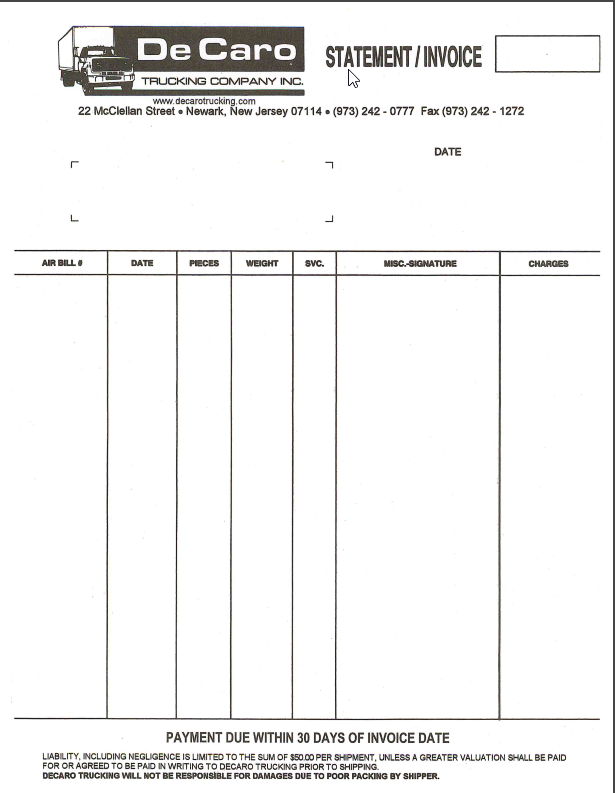 De Caro
TRUCKING COMPANY INC.
STATEMENT / INVOICE
www.decarotrucking.com
22 McClellan Street • Newark, New Jersey 07114 • (973) 242 - 0777 Fax (973) 242 - 1272
DATE
AIR BILL # DATE PIECES WEIGHT SVC. MISC.-SIGNATURE CHARGES
PAYMENT DUE WITHIN 30 DAYS OF INVOICE DATE
LIABILITY, INCLUDING NEGLIGENCE IS LIMITED TO THE SUM OF $50.00 PER SHIPMENT, UNLESS A GREATER VALUATION SHALL BE PAID
FOR OR AGREED TO BE PAID IN WRITING TO DECARO TRUCKING PRIOR TO SHIPPING.
DECARO TRUCKING WILL NOT BE RESPONSIBLE FOR DAMAGES DUE TO POOR PACKING BY SHIPPER.